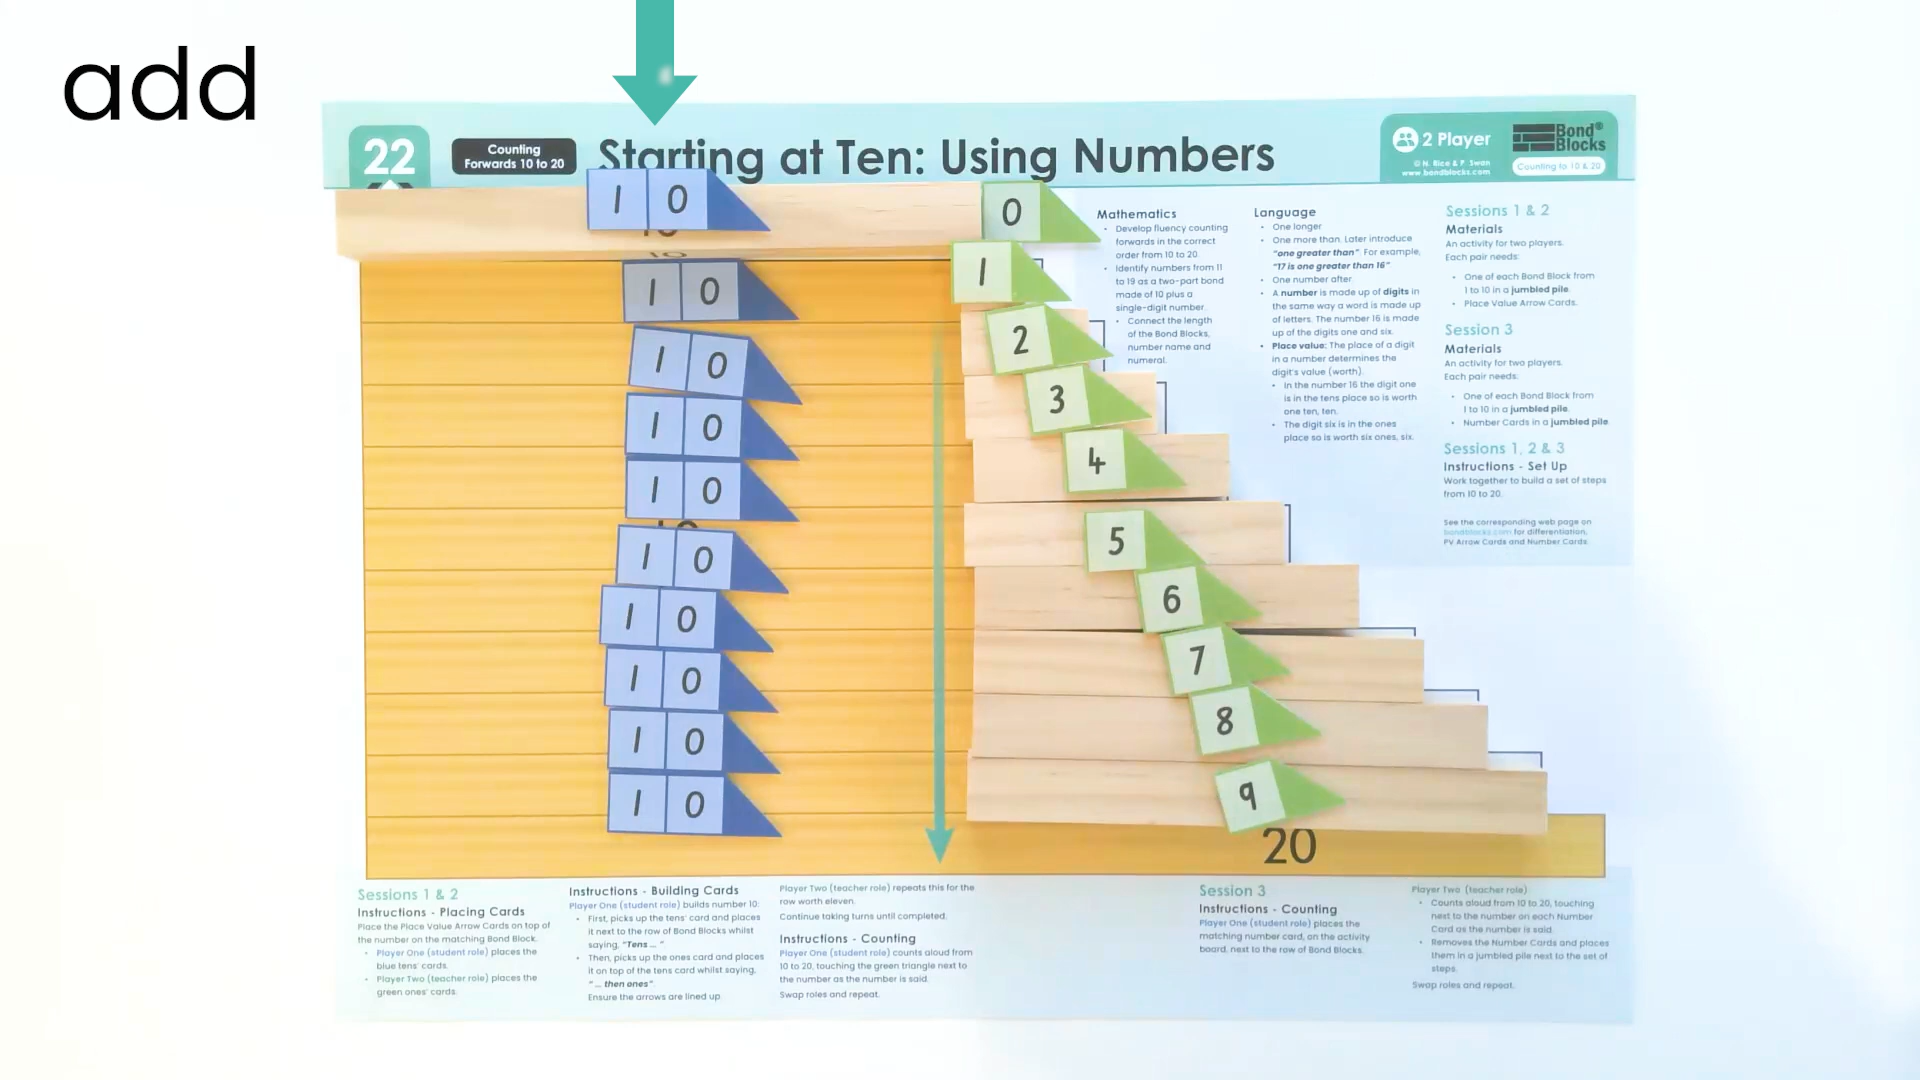 add
22
Counting
Forwards 10 to 20
Starting at Ten: Using Numbers
2 Player
© N. Rice & P. Swan
www.bondblocks.com
Bond®
Blocks
Counting to 10 & 20
1 0
0
1
1 0
2
1 0
3
1 0
4
1 0
5
1 0
6
1 0
7
1 0
8
1 0
9
1 0
20
Mathematics
• Develop fluency counting
forwards in the correct
order from 10 to 20.
• Identify numbers from 11
to 19 as a two-part bond
made of 10 plus a
single-digit number.
• Connect the length
of the Bond Blocks,
number name and
numeral.
Language
• One longer
• One more than. Later introduce
"one greater than". For example,
"17 is one greater than 16"
• One number after
• A number is made up of digits in
the same way a word is made up
of letters. The number 16 is made
up of the digits one and six.
• Place value: The place of a digit
in a number determines the
digit's value (worth).
• In the number 16 the digit one
is in the tens place so is worth
one ten, ten.
• The digit six is in the ones
place so is worth six ones, six.
Sessions 1 & 2
Materials
An activity for two players.
Each pair needs:
• One of each Bond Block from
1 to 10 in a jumbled pile.
• Place Value Arrow Cards.
Session 3
Materials
An activity for two players.
Each pair needs:
• One of each Bond Block from
1 to 10 in a jumbled pile.
• Number Cards in a jumbled pile.
Sessions 1, 2 & 3
Instructions - Set Up
Work together to build a set of steps
from 10 to 20.
See the corresponding web page on
bondblocks.com for differentiation,
PV Arrow Cards and Number Cards.
Sessions 1 & 2
Instructions - Placing Cards
Place the Place Value Arrow Cards on top of
the number on the matching Bond Block.
• Player One (student role) places the
blue tens' cards.
• Player Two (teacher role) places the
green ones' cards.
Instructions - Building Cards
Player One (student role) builds number 10:
• First, picks up the tens' card and places
it next to the row of Bond Blocks whilst
saying, "Tens ... "
• Then, picks up the ones card and places
it on top of the tens card whilst saying,
" ... then ones".
Ensure the arrows are lined up.
Player Two (teacher role) repeats this for the
row worth eleven.
Continue taking turns until completed.
Instructions - Counting
Player One (student role) counts aloud from
10 to 20, touching the green triangle next to
the number as the number is said.
Swap roles and repeat.
Session 3
Instructions - Counting
Player One (student role) places the
matching number card, on the activity
board, next to the row of Bond Blocks.
Player Two (teacher role)
• Counts aloud from 10 to 20, touching
next to the number on each Number
Card as the number is said.
• Removes the Number Cards and places
them in a jumbled pile next to the set of
steps.
Swap roles and repeat.